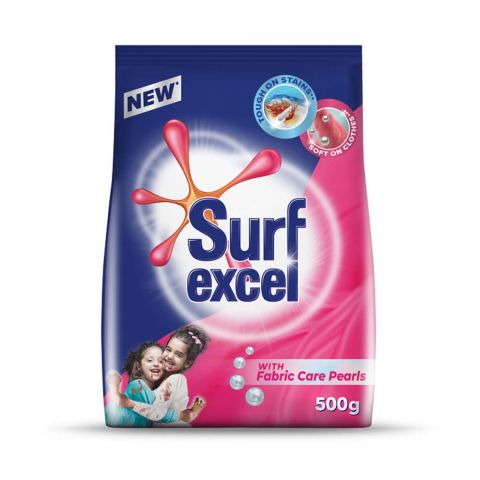 NEW*
TOUGH ON STAINS**
SOFT ON CLOTHES**
Surf
excel
WITH
Fabric Care Pearls
500g